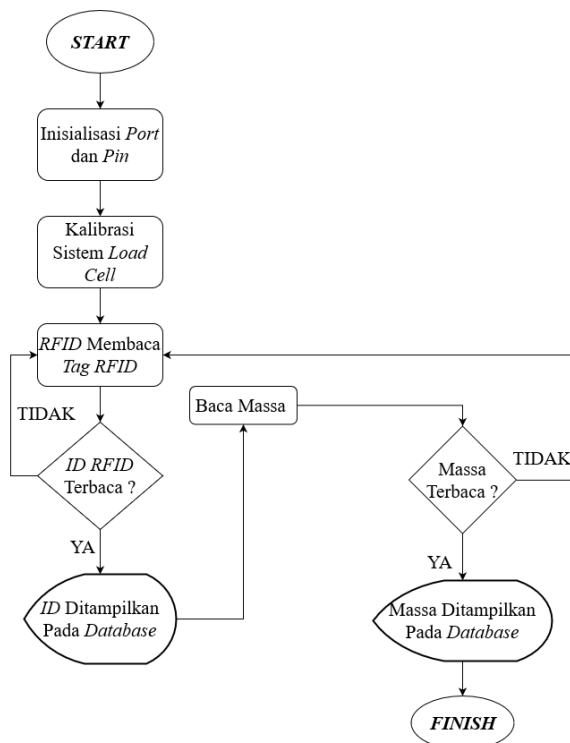 START
Inisialisasi Port
dan Pin
Kalibrasi
Sistem Load
Cell
RFID Membaca
Tag RFID
TIDAK
ID RFID
Terbaca ?
YA
ID Ditampilkan
Pada Database
Baca Massa
Massa
Terbaca ?
TIDAK
YA
Massa Ditampilkan
Pada Database
FINISH